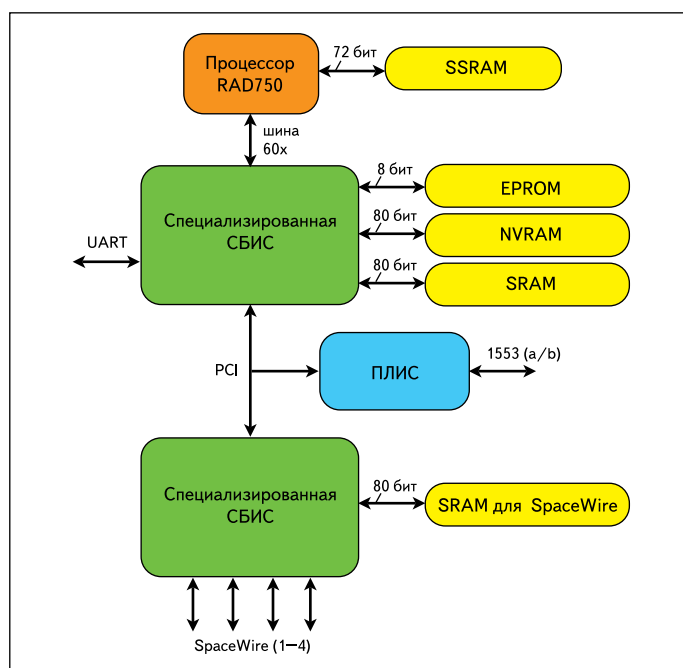 Процессор
RAD750
72 бит
SSRAM
шина
60x
8 бит
EPROM
Специализированная
СБИС
80 бит
NVRAM
UART
80 бит
SRAM
PCI
ПЛИС
1553 (a/b)
Специализированная
СБИС
80 бит
SRAM для SpaceWire
SpaceWire (1–4)